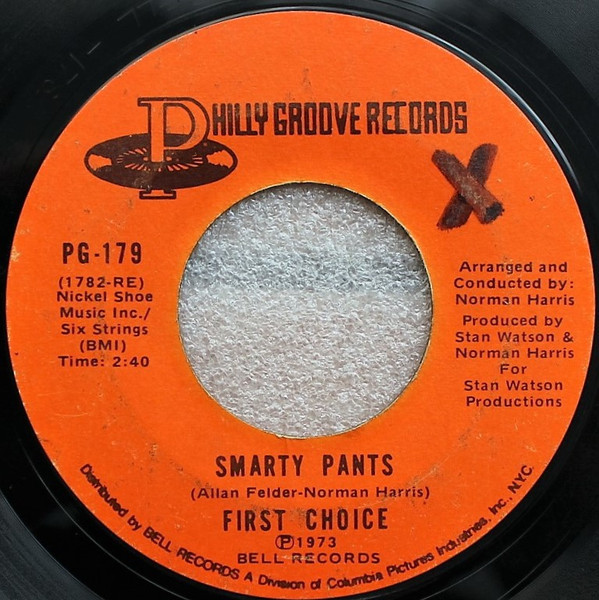 PHILLY GROOVE RECORDS
X
PG-179
(1782-RE)
Nickel Shoe
Music Inc./
Six Strings
(BMI)
Time: 2:40
Arranged and
Conducted by:
Norman Harris
Produced by
Stan Watson &
Norman Harris
For
Stan Watson
Productions
SMARTY PANTS
(Allan Felder-Norman Harris)
FIRST CHOICE
Ⓟ1973
BELL RECORDS
Distributed by BELL RECORDS A Division of Columbia Pictures Industries, Inc., N.Y.C.